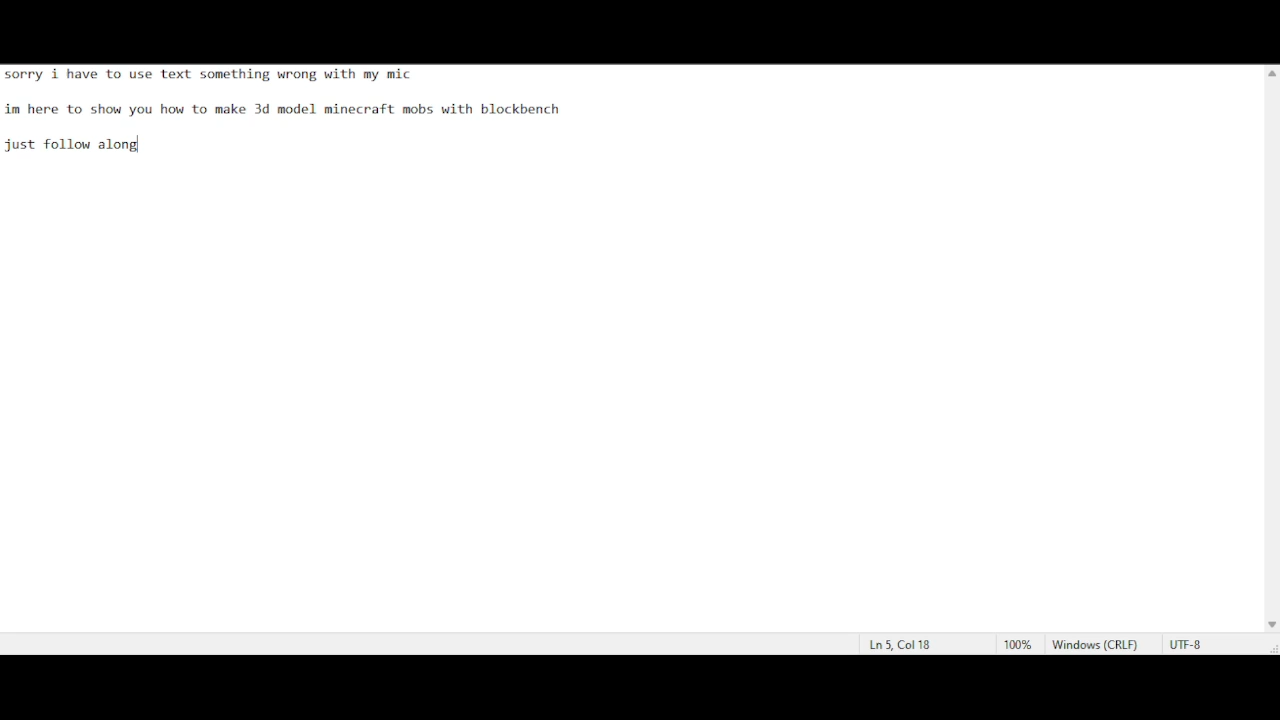 sorry i have to use text something wrong with my mic
im here to show you how to make 3d model minecraft mobs with blockbench
just follow along
Ln 5, Col 18 100% Windows (CRLF) UTF-8